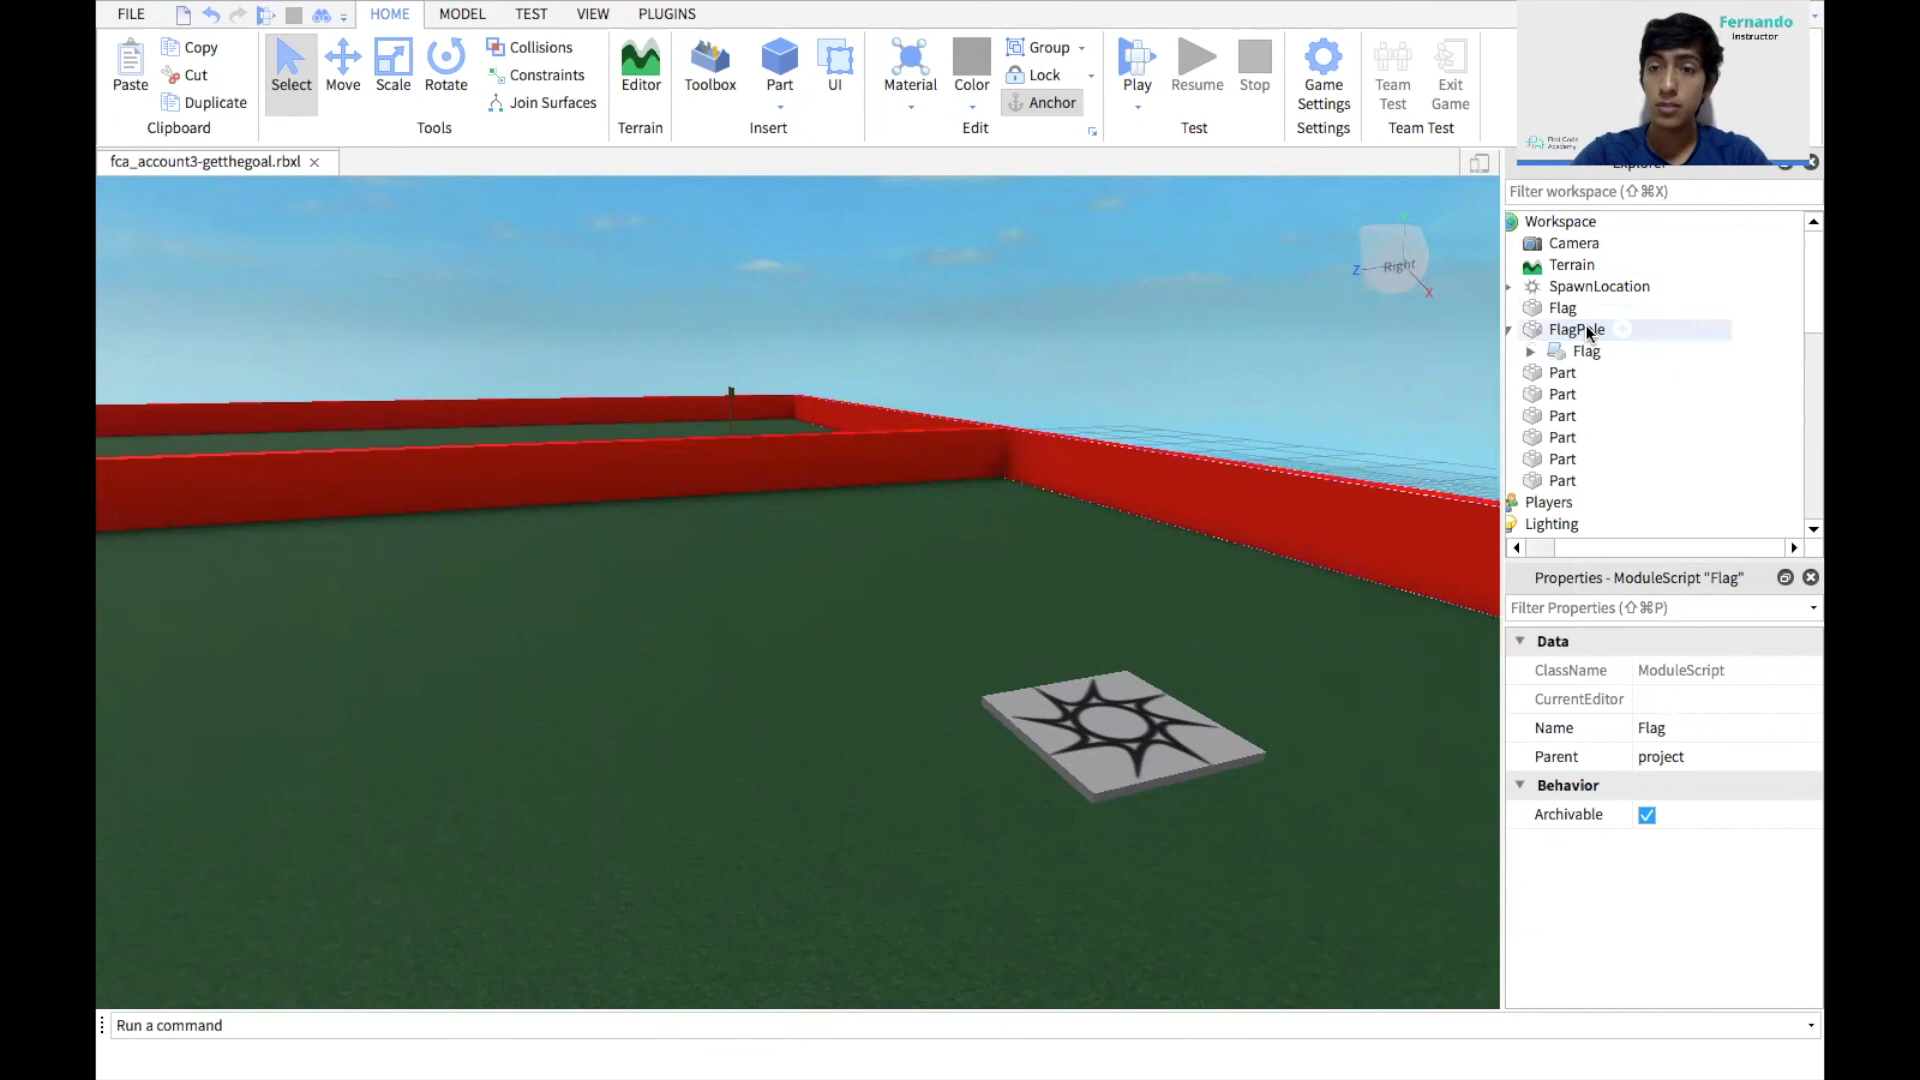 FILE HOME MODEL TEST VIEW PLUGINS
Paste Copy Cut Duplicate
Clipboard
Select Move Scale Rotate Collisions Constraints Join Surfaces
Tools
Editor
Terrain
Toolbox Part UI
Insert
Material Color Group Lock Anchor
Edit
Play Resume Stop
Test
Game Settings
Settings
Team Test Exit Game
Team Test
Fernando
Instructor
First Code
Academy
fca_account3-getthegoal.rbxl
Right
Z
X
Y
Explorer
Filter workspace (⇧⌘X)
Workspace
Camera
Terrain
SpawnLocation
Flag
FlagPole
Flag
Part
Part
Part
Part
Part
Part
Players
Lighting
Properties - ModuleScript "Flag"
Filter Properties (⇧⌘P)
Data
ClassName ModuleScript
CurrentEditor
Name Flag
Parent project
Behavior
Archivable
Run a command